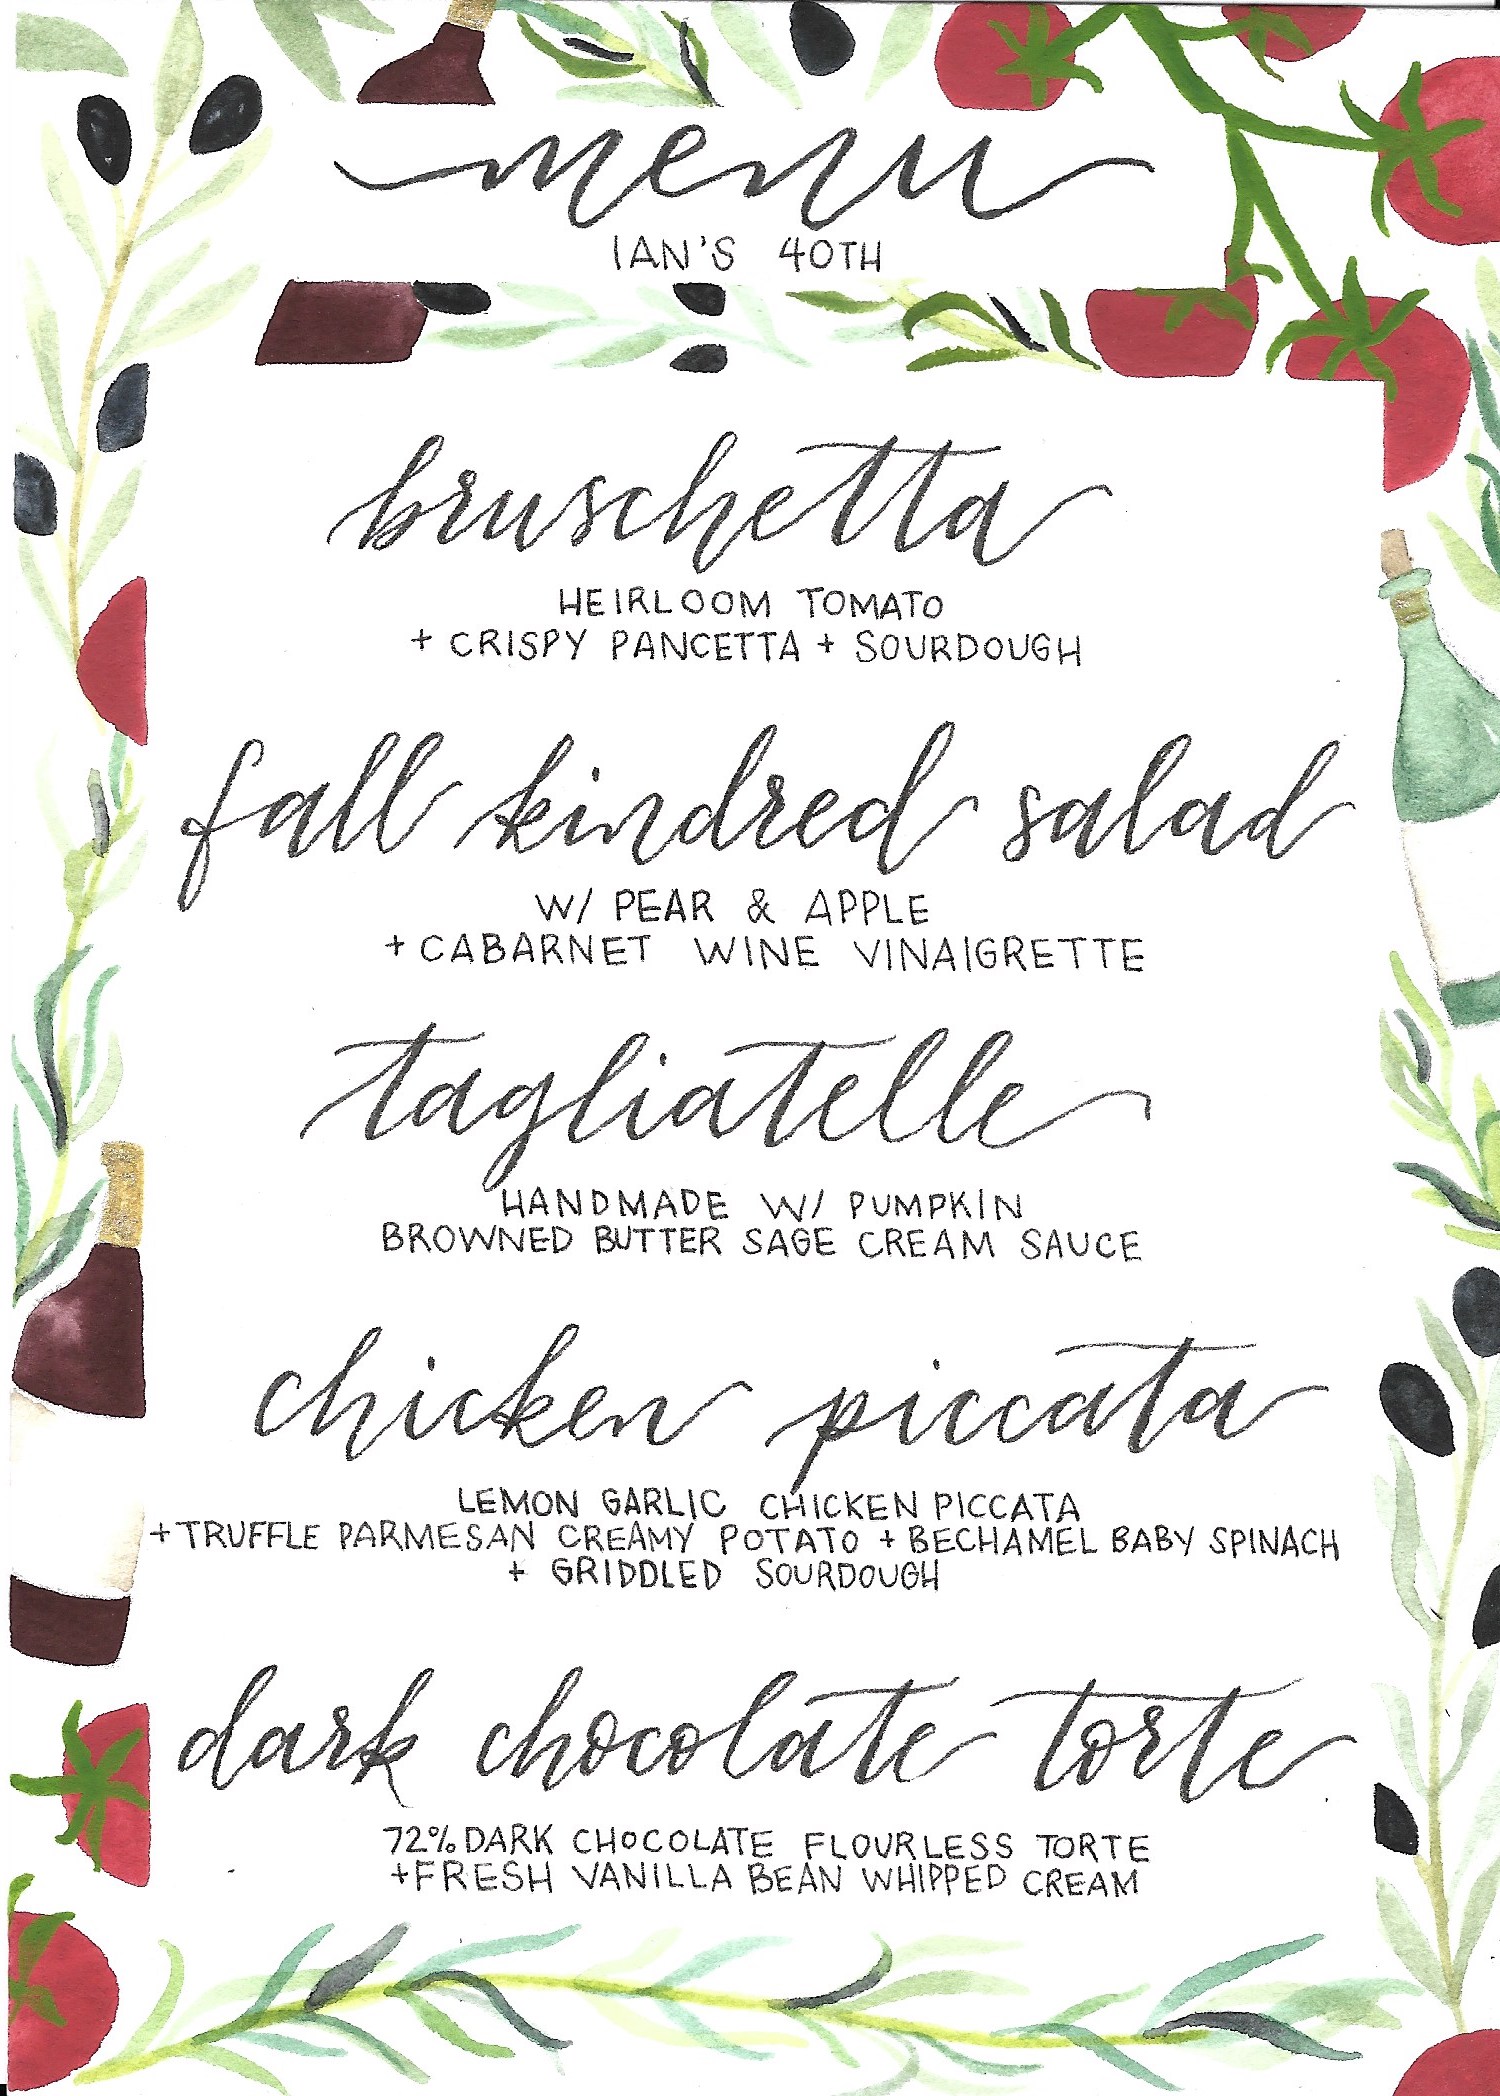 menu
IAN'S 40TH
bruschetta
HEIRLOOM TOMATO
+ CRISPY PANCETTA + SOURDOUGH
fall kindred salad
W/ PEAR & APPLE
+ CABARNET WINE VINAIGRETTE
tagliatelle
HANDMADE W/ PUMPKIN
BROWNED BUTTER SAGE CREAM SAUCE
chicken piccata
LEMON GARLIC CHICKEN PICCATA
+ TRUFFLE PARMESAN CREAMY POTATO + BECHAMEL BABY SPINACH
+ GRIDDLED SOURDOUGH
dark chocolate torte
72% DARK CHOCOLATE FLOURLESS TORTE
+ FRESH VANILLA BEAN WHIPPED CREAM